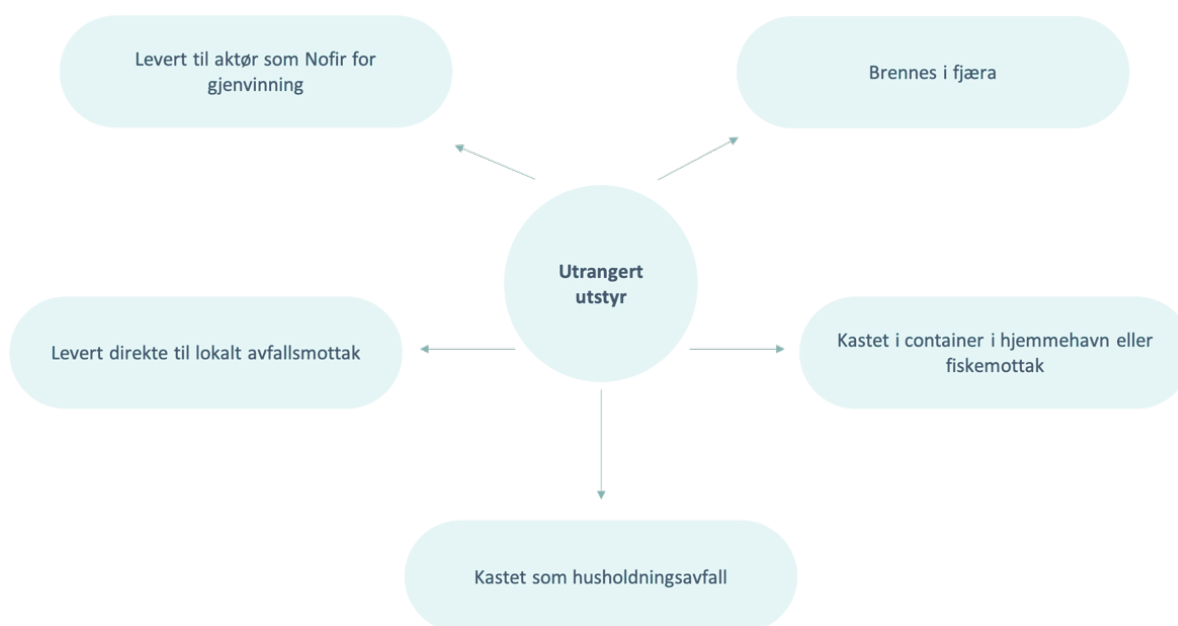 Levert til aktør som Nofir for
gjenvinning
Brennes i fjæra
Utrangert
utstyr
Levert direkte til lokalt avfallsmottak
Kastet i container i hjemmehavn eller
fiskemottak
Kastet som husholdningsavfall